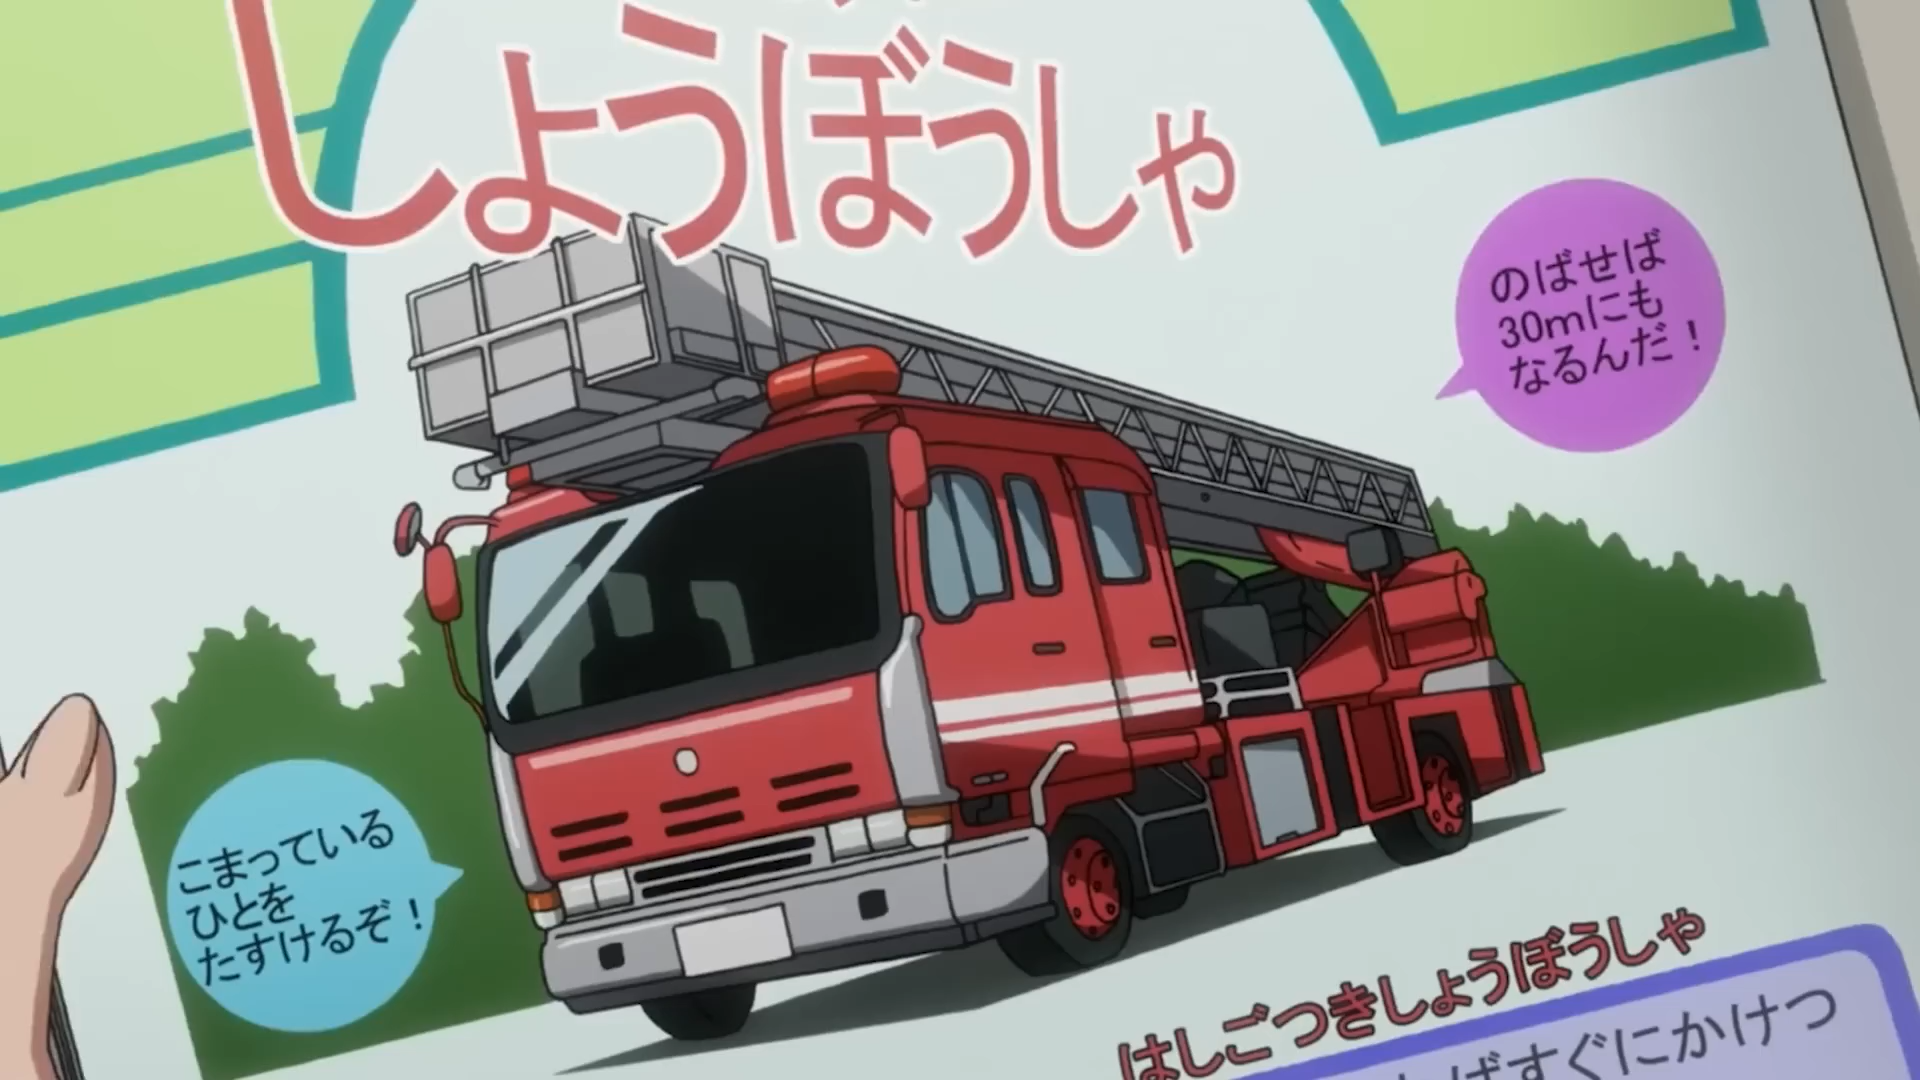 しょうぼうしゃ
のばせば
30mにも
なるんだ！
こまっている
ひとを
たすけるぞ！
はしごつきしょうぼうしゃ
ばすぐにかけつ